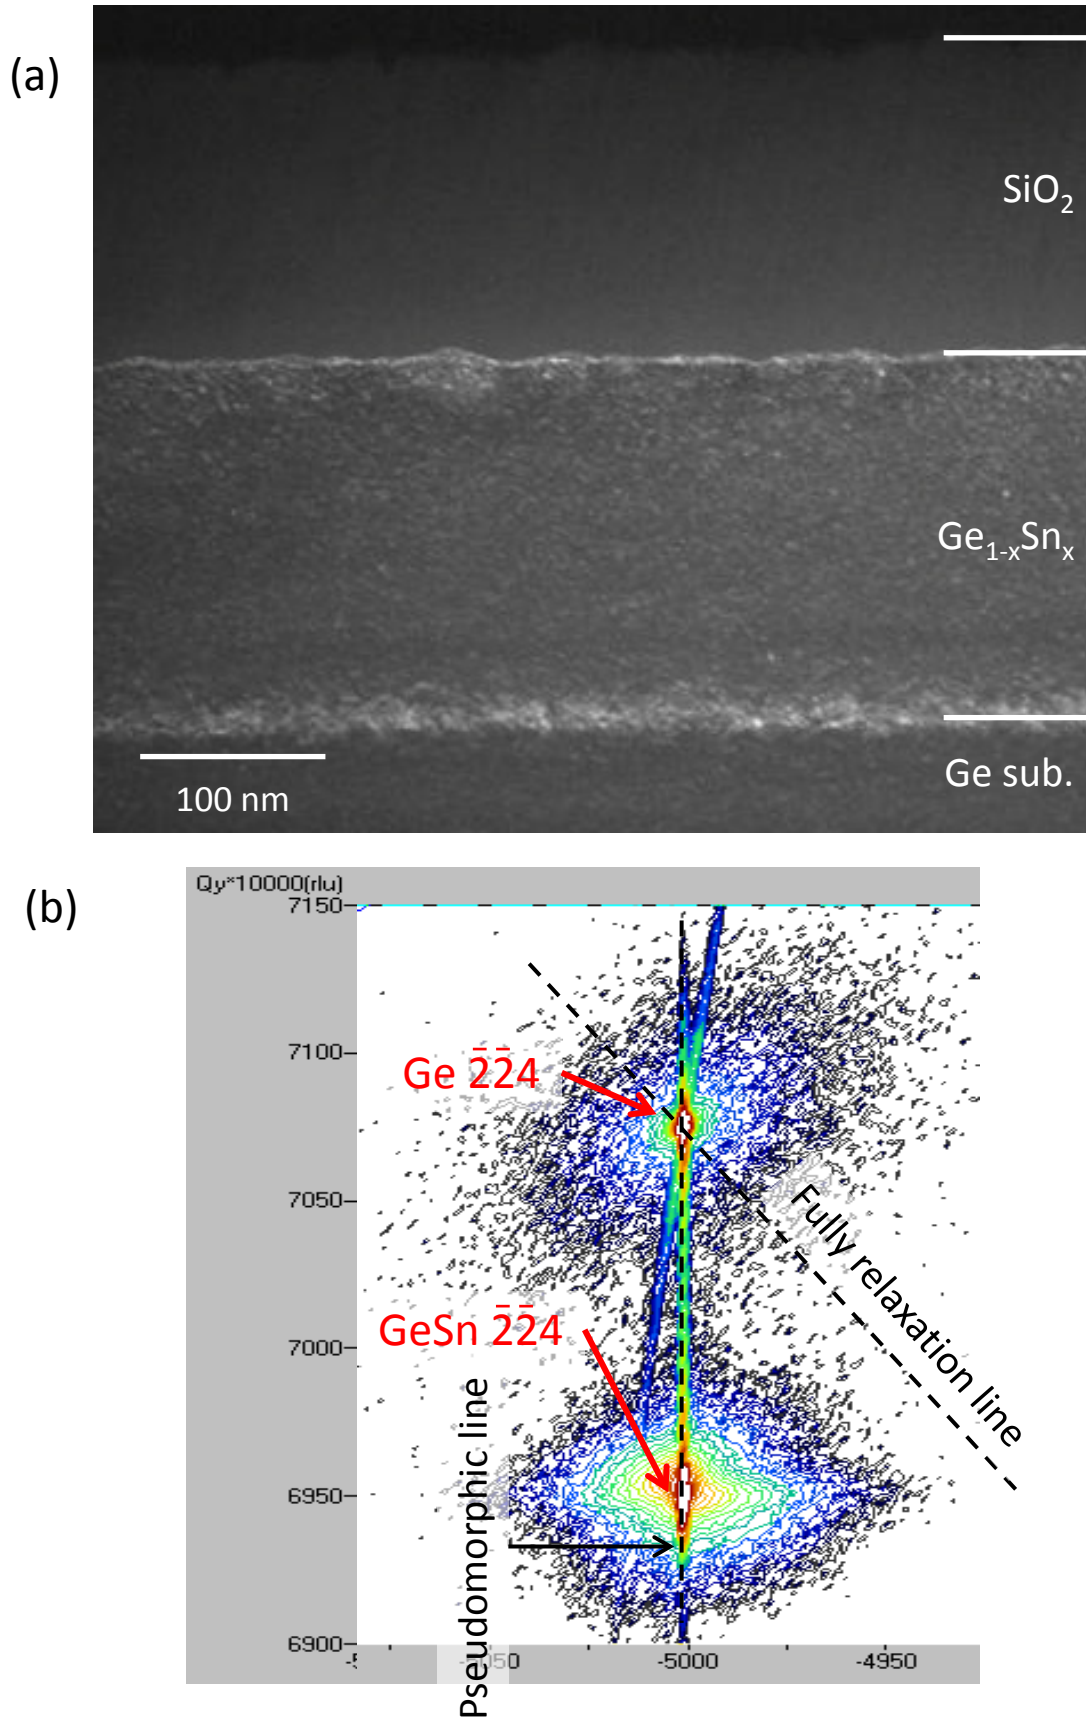 (a)
SiO₂
Ge₁₋ₓSnₓ
Ge sub.
100 nm
(b)
Qy*10000(rlu)
7150
7100
7050
7000
6950
6900
Ge 2̅2̅4
GeSn 2̅2̅4
Fully relaxation line
Pseudomorphic line
-5000
-4950